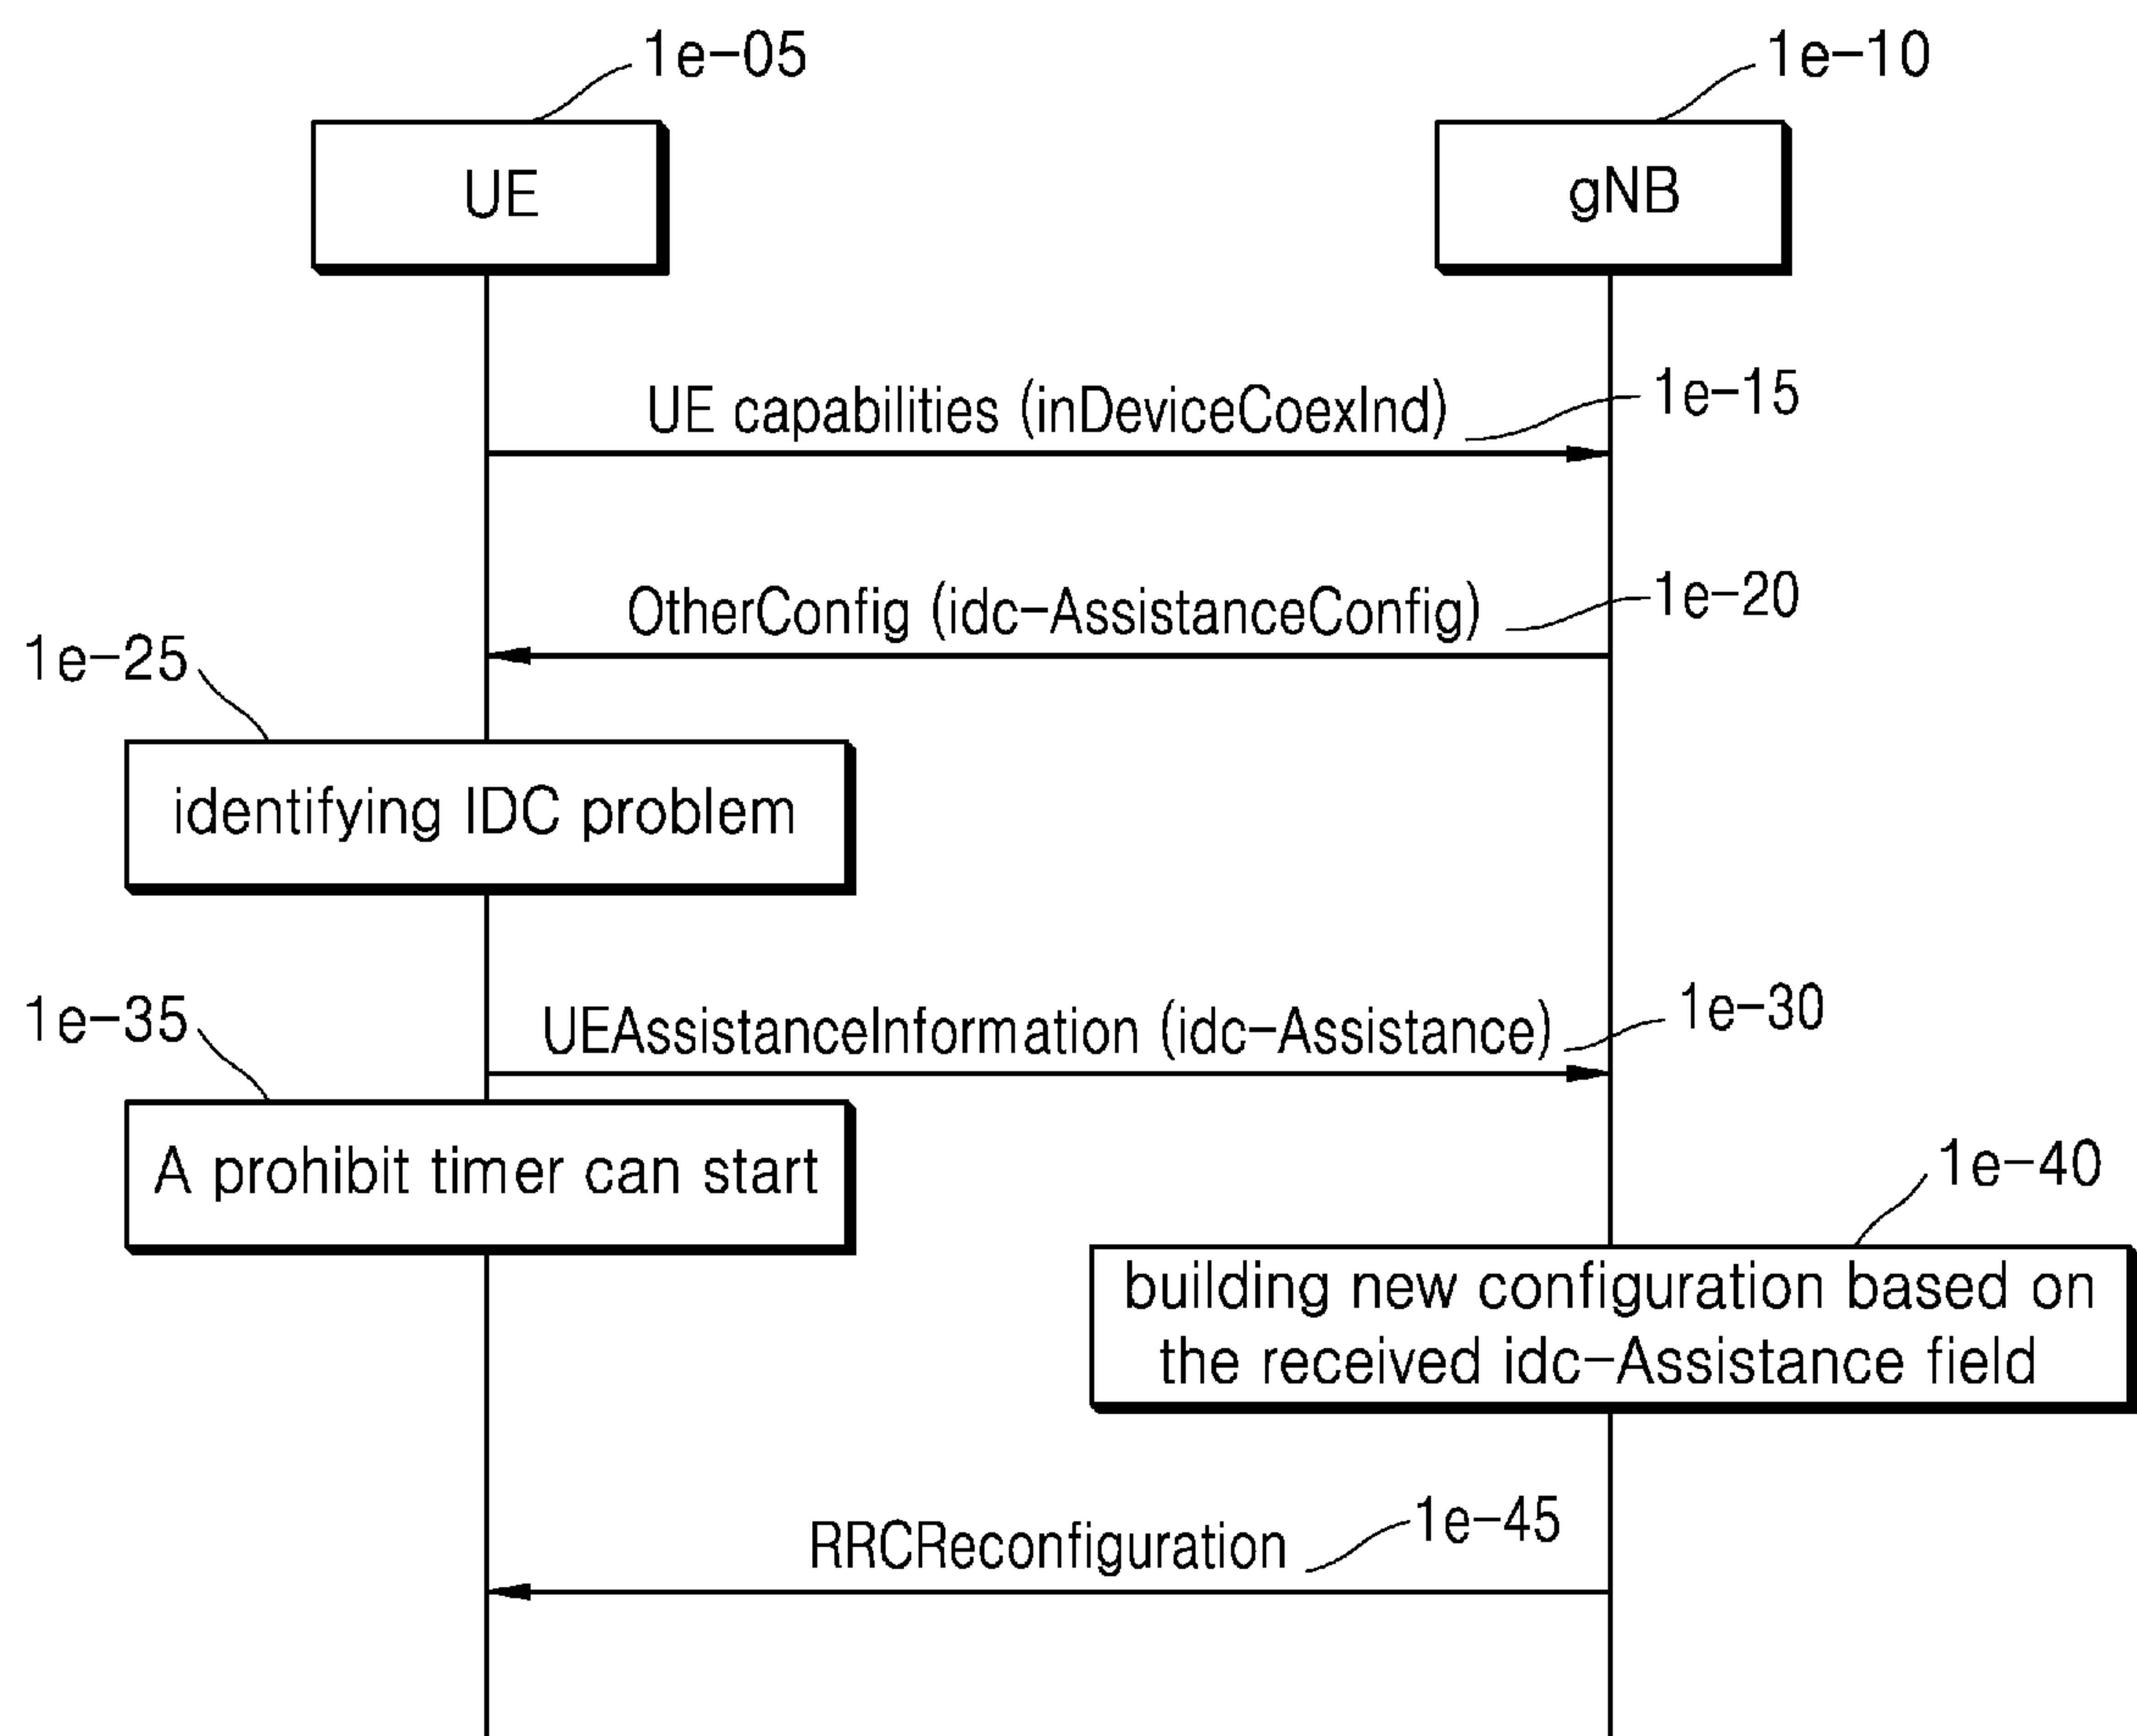 1e-05
1e-10
UE
gNB
UE capabilities (inDeviceCoexInd)
1e-15
OtherConfig (idc-AssistanceConfig)
1e-20
1e-25
identifying IDC problem
UEAssistanceInformation (idc-Assistance)
1e-30
1e-35
A prohibit timer can start
1e-40
building new configuration based on
the received idc-Assistance field
RRCReconfiguration
1e-45